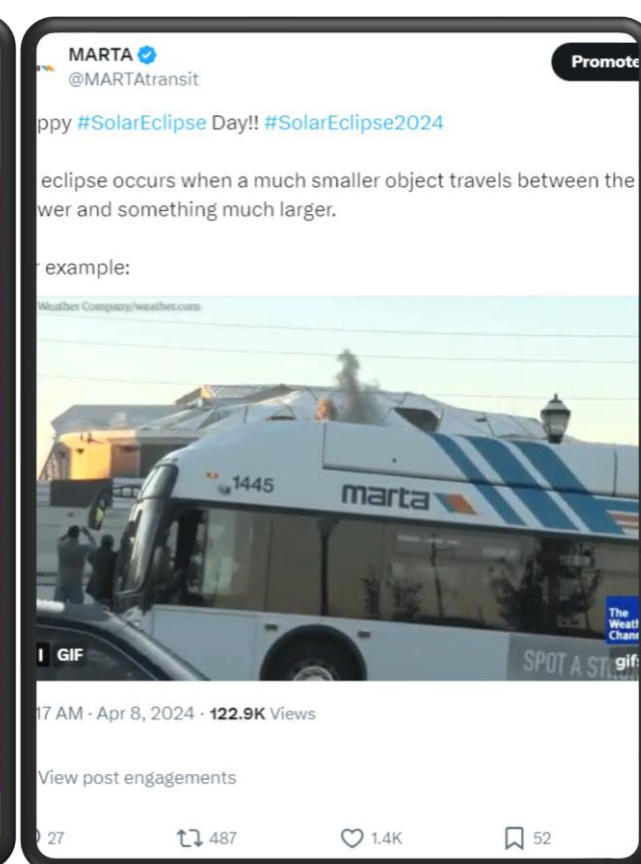 MARTA
@MARTAtransit
Promote
ppy #SolarEclipse Day!! #SolarEclipse2024
eclipse occurs when a much smaller object travels between the
wer and something much larger.
example:
Weather Company/weather.com
1445
marta
The
Weath
Chann
GIF
SPOT A ST
gif
17 AM · Apr 8, 2024 · 122.9K Views
View post engagements
27 487 1.4K 52